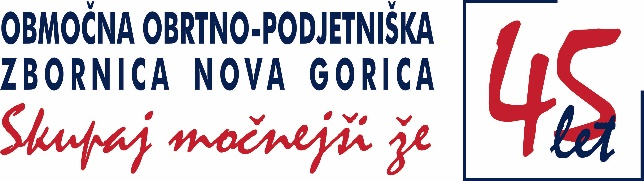 OBMOČNA OBRTNO-PODJETNIŠKA
ZBORNICA NOVA GORICA
Skupaj močnejši že
45
let